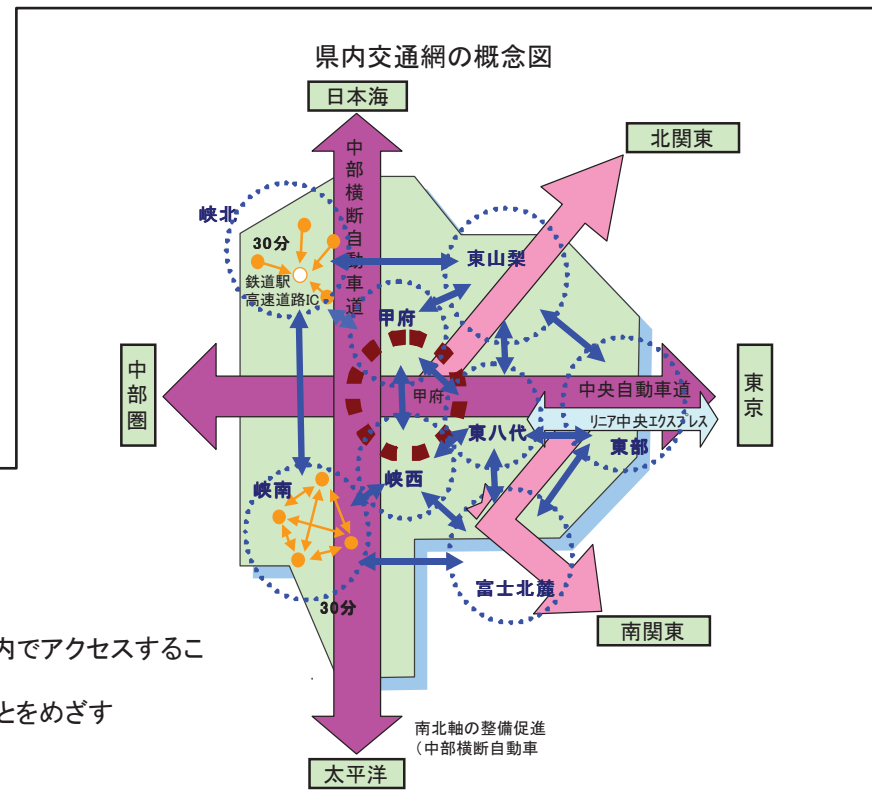 県内交通網の概念図
日本海
北関東
中部横断自動車道
峡北
30分
鉄道駅
高速道路IC
東山梨
甲府
中部圏
甲府
中央自動車道
東京
リニア中央エクスプレス
東八代
東部
峡西
峡南
富士北麓
30分
南関東
内でアクセスするこ
とをめざす
南北軸の整備促進
（中部横断自動車
太平洋